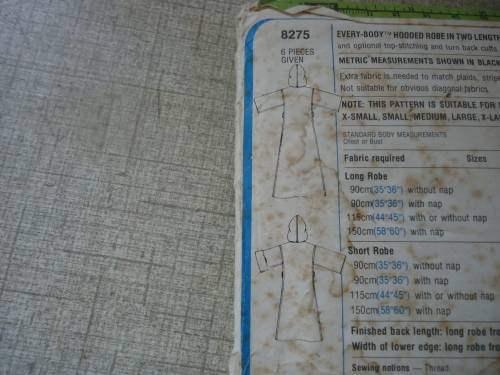 8275
6 PIECES
GIVEN
EVERY-BODY™ HOODED ROBE IN TWO LENGTH
and optional top-stitching and turn back cuffs.
METRIC MEASUREMENTS SHOWN IN BLACK
Extra fabric is needed to match plaids, stripe
Not suitable for obvious diagonal fabrics
NOTE: THIS PATTERN IS SUITABLE FOR
X-SMALL, SMALL, MEDIUM, LARGE, X-LA
STANDARD BODY MEASUREMENTS
Chest or Bust
Fabric required Sizes
Long Robe
90cm(35"36") without nap
90cm(35"36") with nap
115cm(44"45") with or without nap
150cm(58"60") with nap
Short Robe
90cm(35"36") without nap
90cm(35"36") with nap
115cm(44"45") with or without nap
150cm(58"60") with nap
Finished back length: long robe fro
Width of lower edge: long robe fro
Sewing notions — Thread.